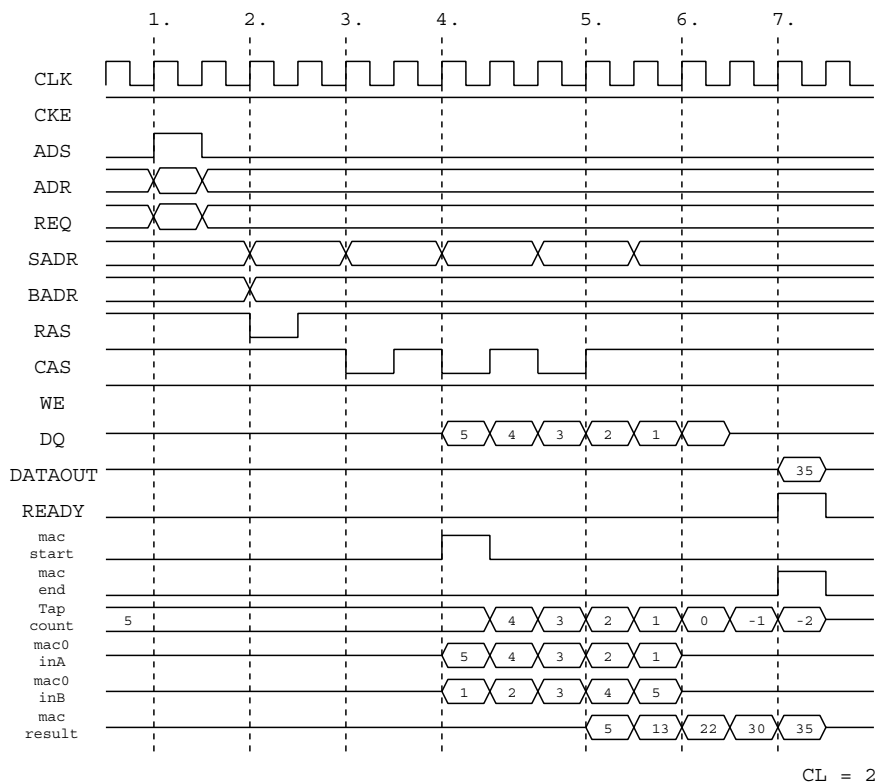 1. 2. 3. 4. 5. 6. 7.
CLK
CKE
ADS
ADR
REQ
SADR
BADR
RAS
CAS
WE
DQ 5 4 3 2 1
DATAOUT 35
READY
mac
start
mac
end
Tap
count 5 4 3 2 1 0 -1 -2
mac0
inA 5 4 3 2 1
mac0
inB 1 2 3 4 5
mac
result 5 13 22 30 35
CL = 2